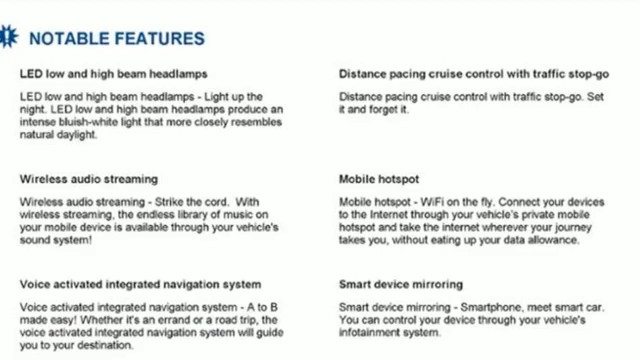 NOTABLE FEATURES
LED low and high beam headlamps
LED low and high beam headlamps - Light up the
night. LED low and high beam headlamps produce an
intense bluish-white light that more closely resembles
natural daylight.
Distance pacing cruise control with traffic stop-go
Distance pacing cruise control with traffic stop-go. Set
it and forget it.
Wireless audio streaming
Wireless audio streaming - Strike the cord. With
wireless streaming, the endless library of music on
your mobile device is available through your vehicle's
sound system!
Mobile hotspot
Mobile hotspot - WiFi on the fly. Connect your devices
to the Internet through your vehicle's private mobile
hotspot and take the internet wherever your journey
takes you, without eating up your data allowance.
Voice activated integrated navigation system
Voice activated integrated navigation system - A to B
made easy! Whether it's an errand or a road trip, the
voice activated integrated navigation system will guide
you to your destination.
Smart device mirroring
Smart device mirroring - Smartphone, meet smart car.
You can control your device through your vehicle's
infotainment system.